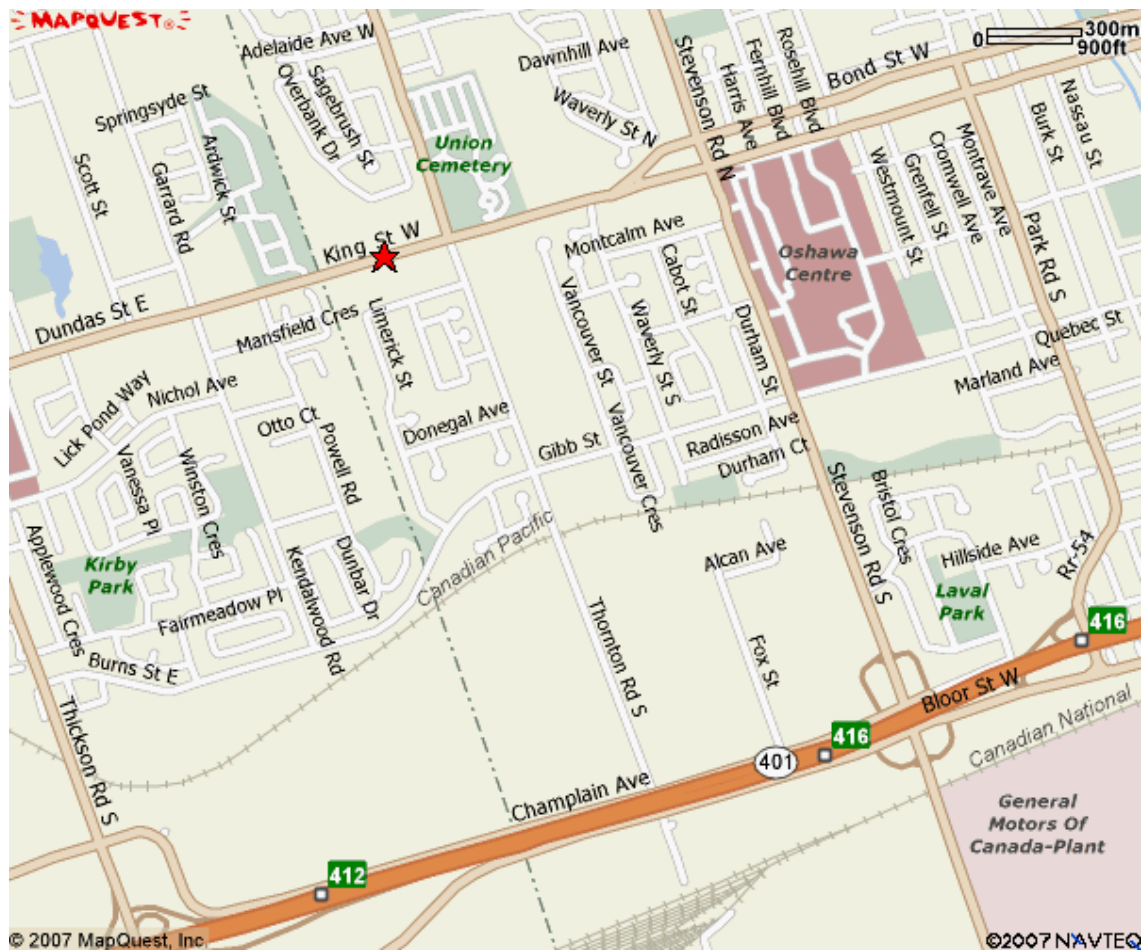 MAPQUEST®
Adelaide Ave W
Dawnhill Ave
Stevenson Rd N
Harris Ave
Fernhill Blvd
Rosehill Blvd
Bond St W
0 300m
900ft
Springsyde St
Sagebrush St
Overbank Dr
Waverly St N
Union
Cemetery
Scott St
Garrard Rd
Ardwick St
Burk St
Nassau St
Westmount St
Grenfell St
Cromwell Ave
Montrave Ave
Park Rd S
King St W
Montcalm Ave
Cabot St
Oshawa
Centre
Dundas St E
Mansfield Cres
Limerick St
Vancouver St
Waverly St S
Durham St
Quebec St
Marland Ave
Lick Pond Way
Nichol Ave
Otto Ct
Donegal Ave
Gibb St
Vancouver Cres
Radisson Ave
Durham Ct
Vanessa Pl
Winston Cres
Powell Rd
Stevenson Rd S
Bristol Cres
Applewood Cres
Kirby
Park
Kendalwood Rd
Dunbar Dr
Canadian Pacific
Alcan Ave
Hillside Ave
Rr-54
Laval
Park
Fairmeadow Pl
Burns St E
Thornton Rd S
Fox St
416
Bloor St W
Thickson Rd S
416
401
Canadian National
Champlain Ave
General
Motors Of
Canada-Plant
412
© 2007 MapQuest, Inc
©2007 NAVTEQ